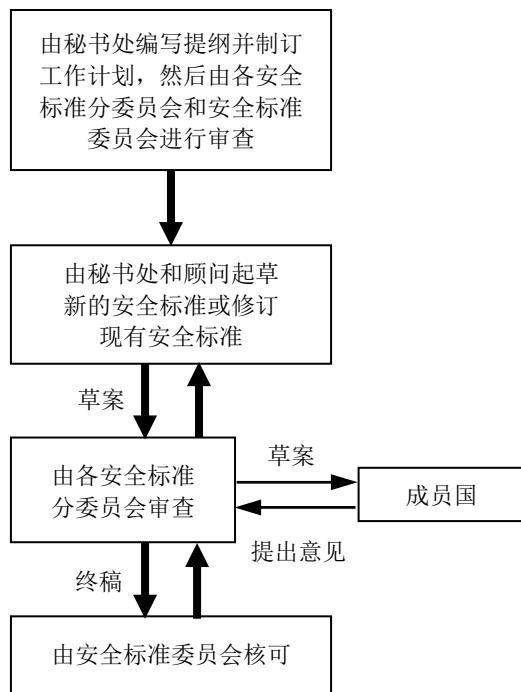 由秘书处编写提纲并制订
工作计划，然后由各安全
标准分委员会和安全标准
委员会进行审查
由秘书处和顾问起草
新的安全标准或修订
现有安全标准
草案
由各安全标准
分委员会审查
草案
成员国
提出意见
终稿
由安全标准委员会核可